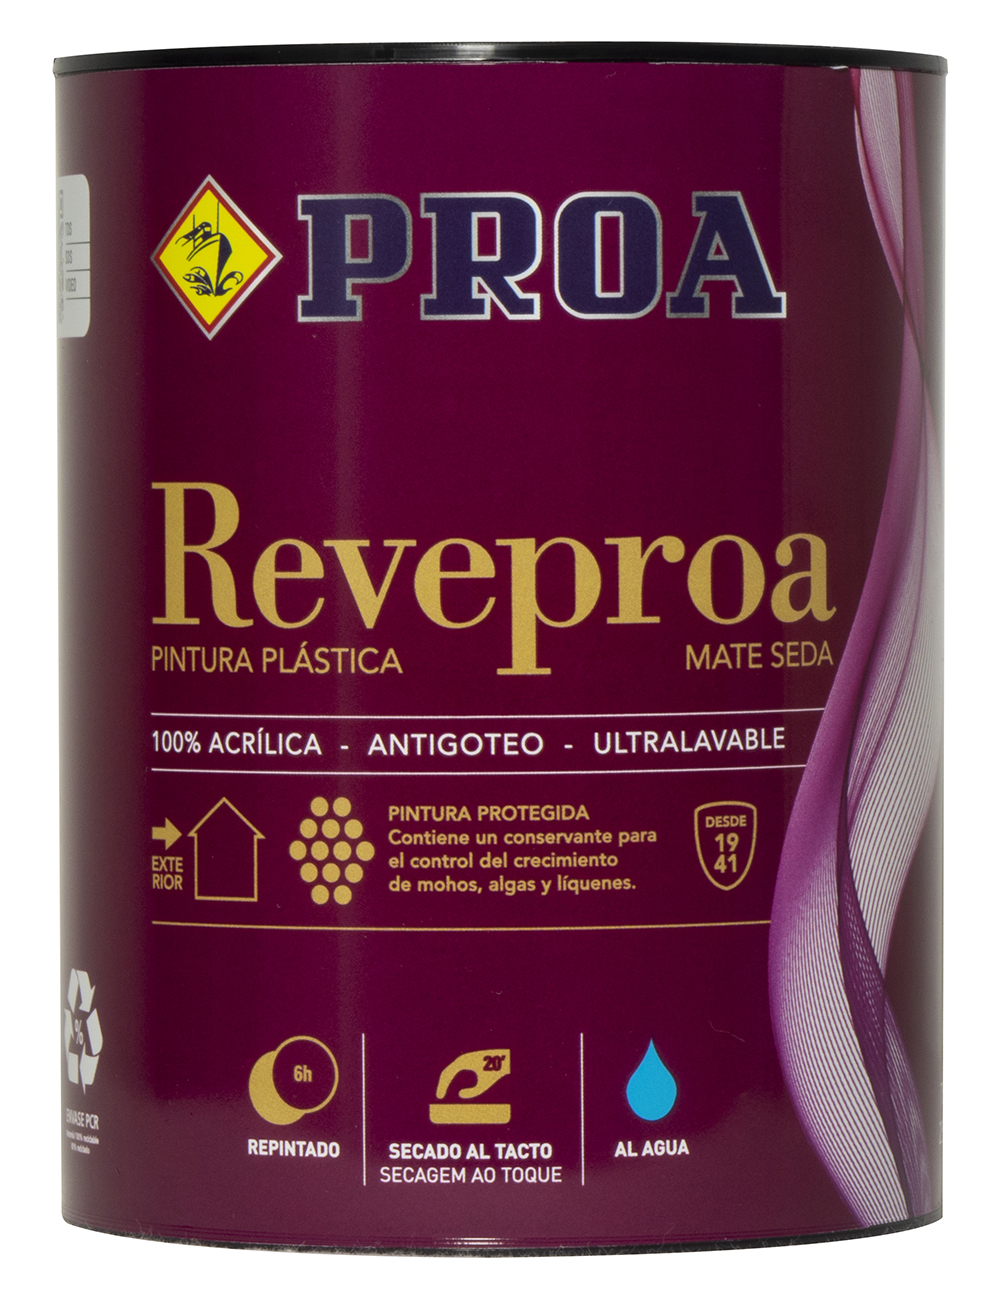 PROA
Reveproa
PINTURA PLÁSTICA MATE SEDA
100% ACRÍLICA - ANTIGOTEO - ULTRALAVABLE
EXTE
RIOR
PINTURA PROTEGIDA
Contiene un conservante para
el control del crecimiento
de mohos, algas y líquenes.
DESDE
19
41
6h
REPINTADO
20'
SECADO AL TACTO
SECAGEM AO TOQUE
AL AGUA
%
ENVASE PCR